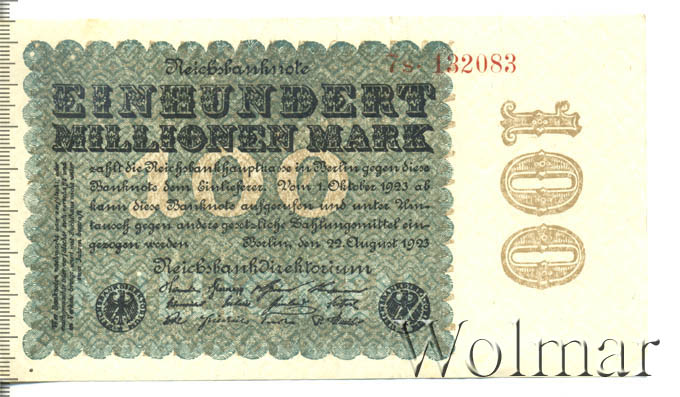 Reichsbanknote
7s· 132083
EINHUNDERT
MILLIONEN MARK
zahlt die Reichsbankhauptkasse in Berlin gegen diese
Banknote dem Einlieferer. Vom 1. Oktober 1923 ab
kann diese Banknote aufgerufen und unter Um-
tausch gegen andere gesetzliche Zahlungsmittel ein-
gezogen werden
Berlin, den 22. August 1923
Reichsbankdirektorium
100
100
Wolmar